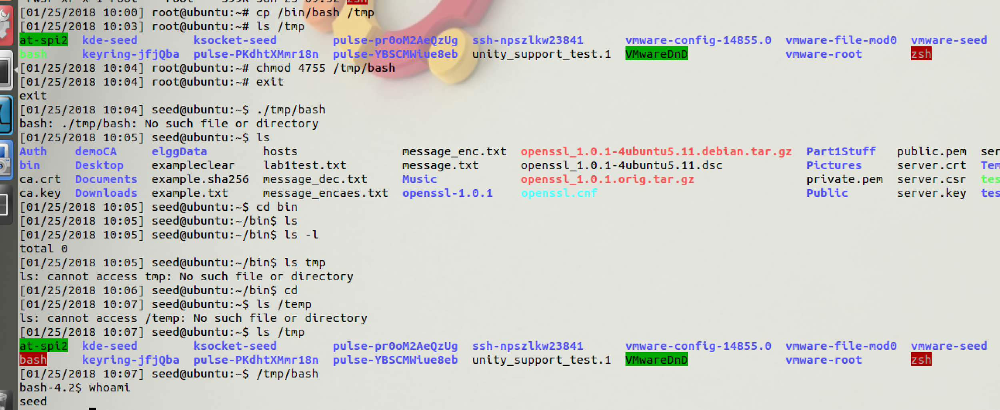 [01/25/2018 10:00] root@ubuntu:~# cp /bin/bash /tmp
[01/25/2018 10:03] root@ubuntu:~# ls /tmp
at-spi2  kde-seed  ksocket-seed  pulse-pr0oM2AeQzUg  ssh-npszlkw23841  vmware-config-14855.0  vmware-file-mod0  vmware-seed
bash  keyring-jfjQba  pulse-PKdhtXMmr18n  pulse-YBSCMWiue8eb  unity_support_test.1  VMwareDnD  vmware-root  zsh
[01/25/2018 10:04] root@ubuntu:~# chmod 4755 /tmp/bash
[01/25/2018 10:04] root@ubuntu:~# exit
exit
[01/25/2018 10:04] seed@ubuntu:~$ ./tmp/bash
bash: ./tmp/bash: No such file or directory
[01/25/2018 10:05] seed@ubuntu:~$ ls
Auth  demoCA  elggData  hosts  message_enc.txt  openssl_1.0.1-4ubuntu5.11.debian.tar.gz  Part1Stuff  public.pem  ser
bin  Desktop  exampleclear  lab1test.txt  message.txt  openssl_1.0.1-4ubuntu5.11.dsc  Pictures  server.crt  Tem
ca.crt  Documents  example.sha256  message_dec.txt  Music  openssl_1.0.1.orig.tar.gz  private.pem  server.csr  tes
ca.key  Downloads  example.txt  message_encaes.txt  openssl-1.0.1  openssl.cnf  Public  server.key  tes
[01/25/2018 10:05] seed@ubuntu:~$ cd bin
[01/25/2018 10:05] seed@ubuntu:~/bin$ ls
[01/25/2018 10:05] seed@ubuntu:~/bin$ ls -l
total 0
[01/25/2018 10:05] seed@ubuntu:~/bin$ ls tmp
ls: cannot access tmp: No such file or directory
[01/25/2018 10:06] seed@ubuntu:~/bin$ cd
[01/25/2018 10:07] seed@ubuntu:~$ ls /temp
ls: cannot access /temp: No such file or directory
[01/25/2018 10:07] seed@ubuntu:~$ ls /tmp
at-spi2  kde-seed  ksocket-seed  pulse-pr0oM2AeQzUg  ssh-npszlkw23841  vmware-config-14855.0  vmware-file-mod0  vmware-seed
bash  keyring-jfjQba  pulse-PKdhtXMmr18n  pulse-YBSCMWiue8eb  unity_support_test.1  VMwareDnD  vmware-root  zsh
[01/25/2018 10:07] seed@ubuntu:~$ /tmp/bash
bash-4.2$ whoami
seed